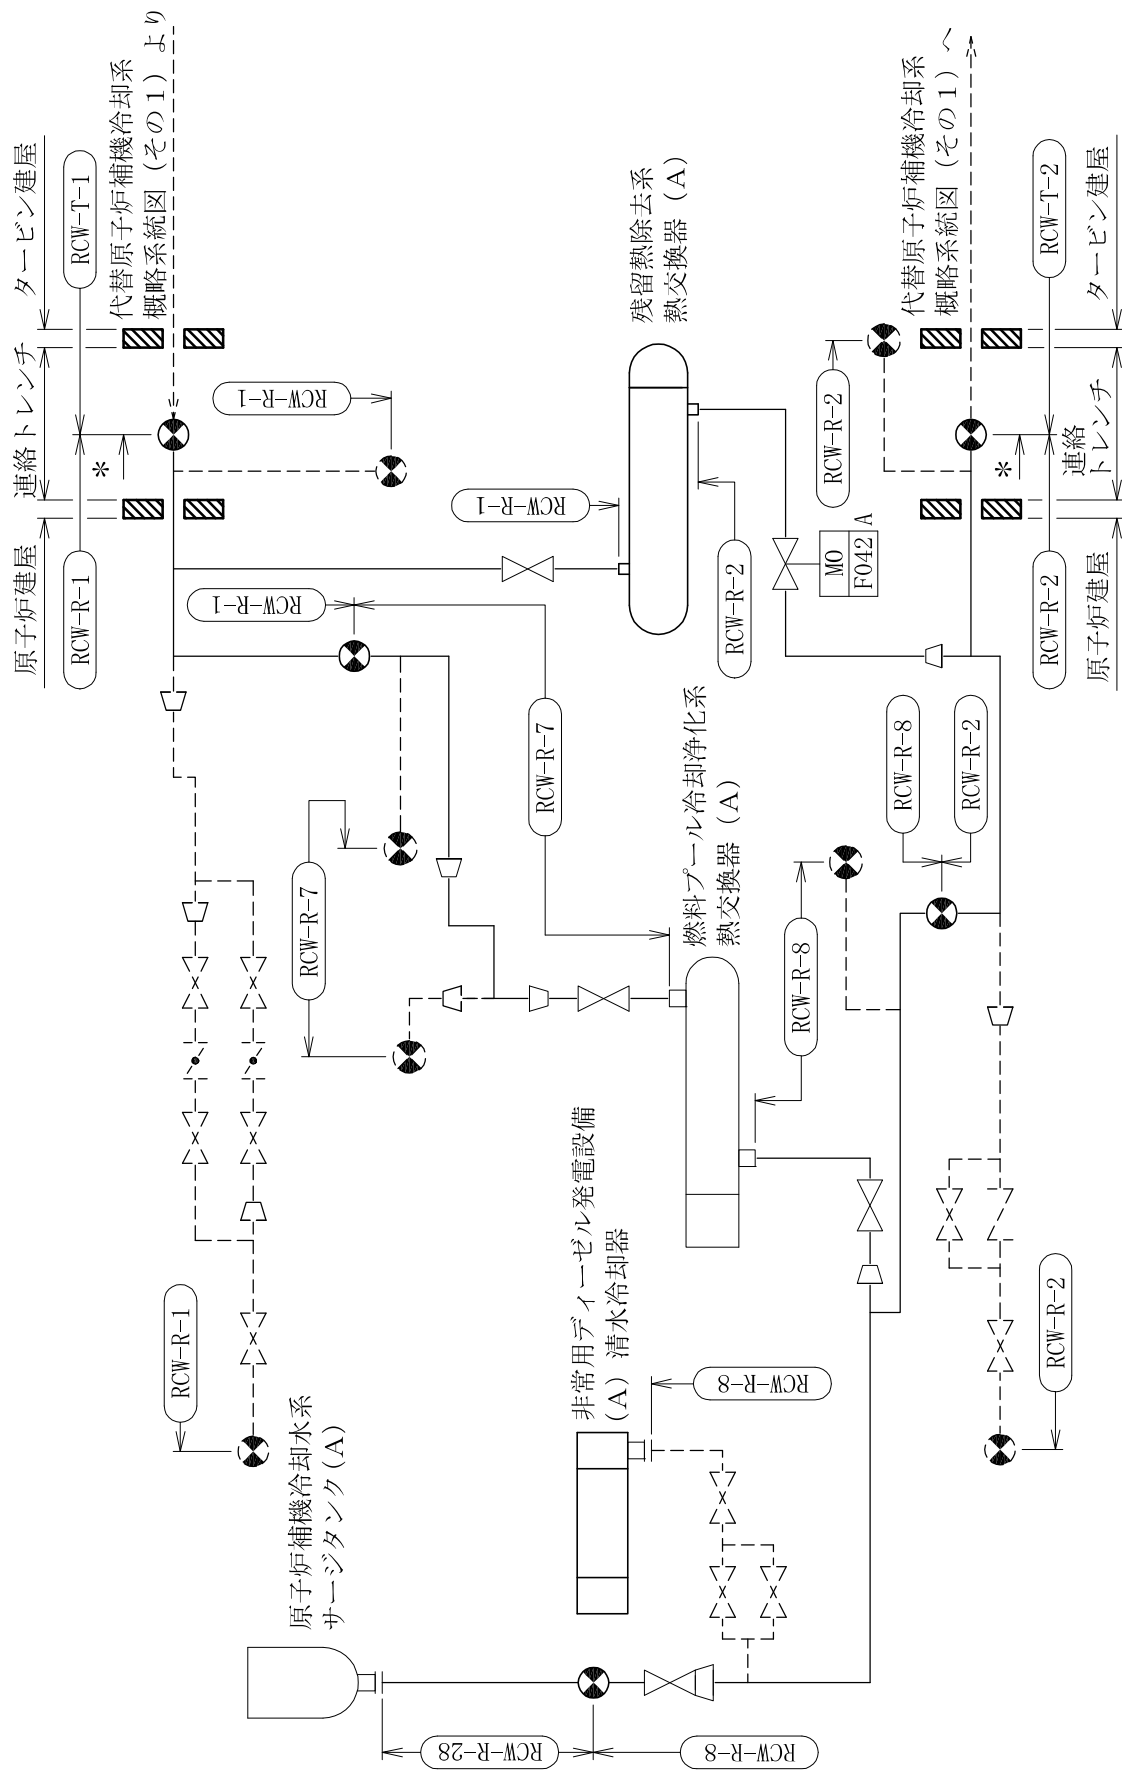 原子炉補機冷却水系
サージタンク(A)
RCW-R-28
RCW-R-8
RCW-R-1
非常用ディーゼル発電設備
(A) 清水冷却器
RCW-R-8
RCW-R-7
燃料プール冷却浄化系
熱交換器 (A)
RCW-R-8
RCW-R-7
RCW-R-1
RCW-R-2
RCW-R-8
RCW-R-2
原子炉建屋
連絡トレンチ
タービン建屋
RCW-R-1
RCW-T-1
*
代替原子炉補機冷却系
概略系統図 (その1) より
RCW-R-1
RCW-R-1
残留熱除去系
熱交換器 (A)
RCW-R-2
MO
F042 A
RCW-R-2
代替原子炉補機冷却系
概略系統図 (その1) へ
*
RCW-R-2
RCW-T-2
原子炉建屋
連絡
トレンチ
タービン建屋